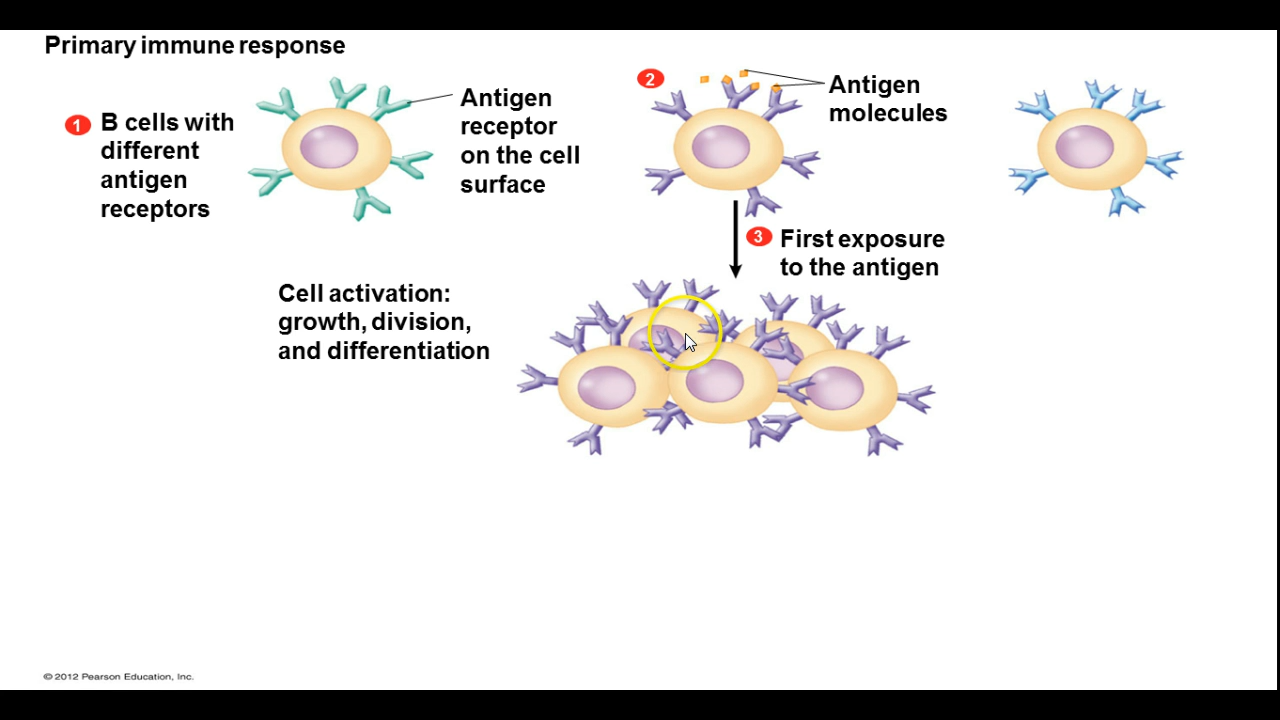 Primary immune response
1
B cells with
different
antigen
receptors
Antigen
receptor
on the cell
surface
2
Antigen
molecules
3
First exposure
to the antigen
Cell activation:
growth, division,
and differentiation
© 2012 Pearson Education, Inc.